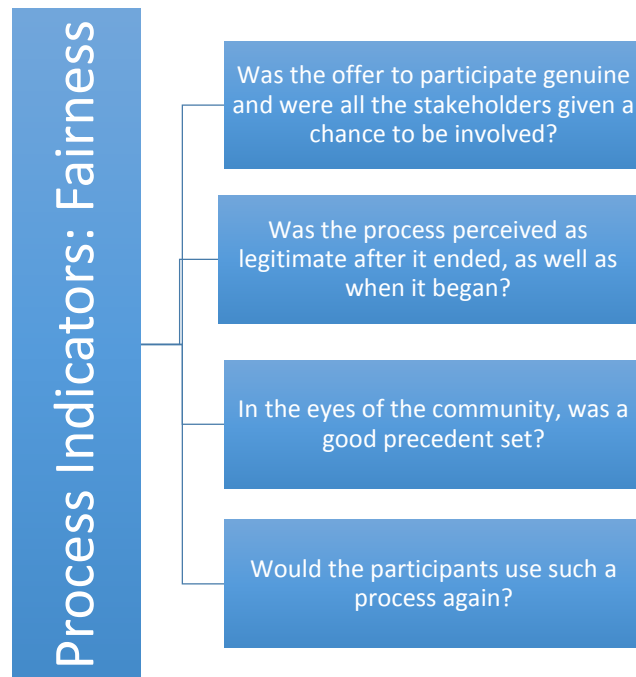 Process Indicators: Fairness
Was the offer to participate genuine
and were all the stakeholders given a
chance to be involved?
Was the process perceived as
legitimate after it ended, as well as
when it began?
In the eyes of the community, was a
good precedent set?
Would the participants use such a
process again?